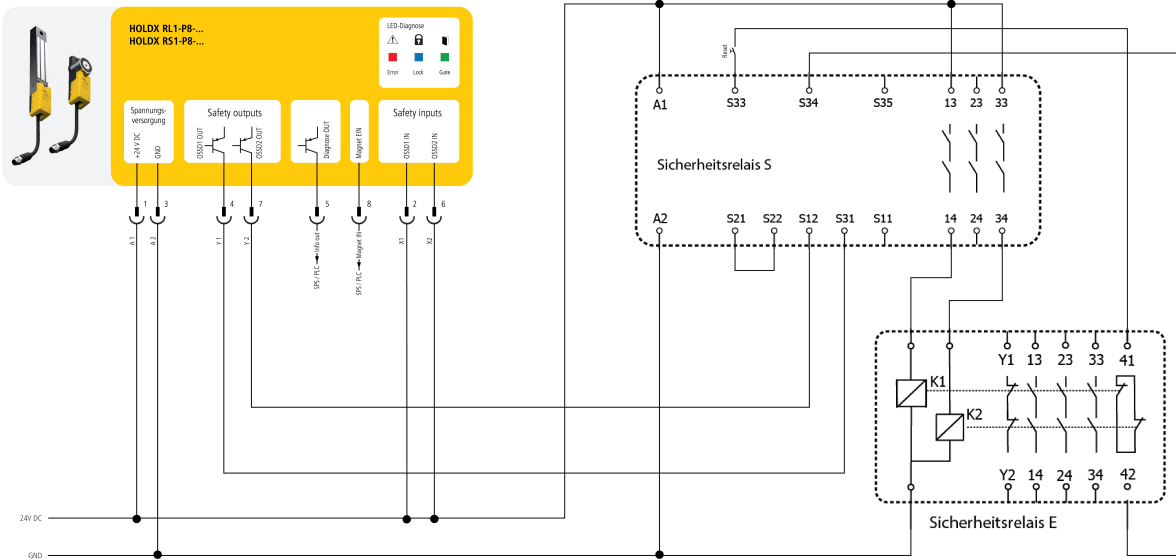 HOLDX RL1-P8-...
HOLDX RS1-P8-...
LED-Diagnose
Error Lock Gate
Spannungs-
versorgung
+24 V DC
GND
Safety outputs
OSSD1 OUT
OSSD2 OUT
Diagnose OUT
Magnet EIN
Safety inputs
OSSD1 IN
OSSD2 IN
1 3 4 7 5 8 2 6
A 1
A 2
Y 1
Y 2
SPS / PLC Info out
SPS / PLC Magnet IN
X1
X2
24V DC
GND
Reset
A1 S33 S34 S35 13 23 33
Sicherheitsrelais S
A2 S21 S22 S12 S31 S11 14 24 34
Y1 13 23 33 41
K1
K2
Y2 14 24 34 42
Sicherheitsrelais E